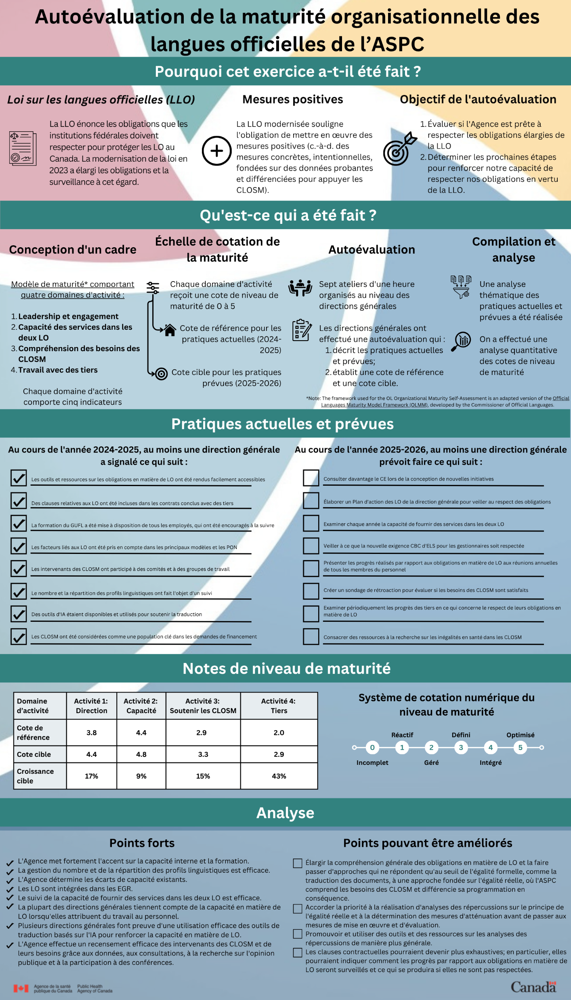 Autoévaluation de la maturité organisationnelle des
langues officielles de l’ASPC
Pourquoi cet exercice a-t-il été fait ?
Loi sur les langues officielles (LLO)
La LLO énonce les obligations que les
institutions fédérales doivent
respecter pour protéger les LO au
Canada. La modernisation de la loi en
2023 a élargi les obligations et la
surveillance à cet égard.
Mesures positives
La LLO modernisée souligne
l'obligation de mettre en œuvre des
mesures positives (c.-à-d. des
mesures concrètes, intentionnelles,
fondées sur des données probantes
et différenciées pour appuyer les
CLOSM).
Objectif de l'autoévaluation
1. Évaluer si l'Agence est prête à
respecter les obligations élargies de
la LLO
2. Déterminer les prochaines étapes
pour renforcer notre capacité de
respecter nos obligations en vertu
de la LLO.
Qu'est-ce qui a été fait ?
Conception d'un cadre
Modèle de maturité* comportant
quatre domaines d'activité :
1. Leadership et engagement
2. Capacité des services dans les
deux LO
3. Compréhension des besoins des
CLOSM
4. Travail avec des tiers
Chaque domaine d'activité
comporte cinq indicateurs
Échelle de cotation de
la maturité
Chaque domaine d'activité
reçoit une cote de niveau de
maturité de 0 à 5
Cote de référence pour les
pratiques actuelles (2024-
2025)
Cote cible pour les pratiques
prévues (2025-2026)
Autoévaluation
Sept ateliers d'une heure
organisés au niveau des
directions générales
Les directions générales ont
effectué une autoévaluation qui :
1. décrit les pratiques actuelles
et prévues;
2. établit une cote de référence
et une cote cible.
Compilation et
analyse
Une analyse
thématique des
pratiques actuelles et
prévues a été réalisée
On a effectué une
analyse quantitative
des cotes de niveau
de maturité
*Note: The framework used for the OL Organizational Maturity Self-Assessment is an adapted version of the Official
Languages Maturity Model Framework (OLMM), developed by the Commissioner of Official Languages.
Pratiques actuelles et prévues
Au cours de l'année 2024-2025, au moins une direction générale
a signalé ce qui suit :
Les outils et ressources sur les obligations en matière de LO ont été rendus facilement accessibles
Des clauses relatives aux LO ont été incluses dans les contrats conclus avec des tiers
La formation du GUFL a été mise à disposition de tous les employés, qui ont été encouragés à la suivre
Les facteurs liés aux LO ont été pris en compte dans les principaux modèles et les PON
Les intervenants des CLOSM ont participé à des comités et à des groupes de travail
Le nombre et la répartition des profils linguistiques ont fait l'objet d'un suivi
Des outils d'IA étaient disponibles et utilisés pour soutenir la traduction
Les CLOSM ont été considérées comme une population clé dans les demandes de financement
Au cours de l'année 2025-2026, au moins une direction générale
prévoit faire ce qui suit :
Consulter davantage le CE lors de la conception de nouvelles initiatives
Élaborer un Plan d'action des LO de la direction générale pour veiller au respect des obligations
Examiner chaque année la capacité de fournir des services dans les deux LO
Veiller à ce que la nouvelle exigence CBC d'ELS pour les gestionnaires soit respectée
Présenter les progrès réalisés par rapport aux obligations en matière de LO aux réunions annuelles
de tous les membres du personnel
Créer un sondage de rétroaction pour évaluer si les besoins des CLOSM sont satisfaits
Examiner périodiquement les progrès des tiers en ce qui concerne le respect de leurs obligations en
matière de LO
Consacrer des ressources à la recherche sur les inégalités en santé dans les CLOSM
Notes de niveau de maturité
Domaine
d’activité
Activité 1:
Direction
Activité 2:
Capacité
Activité 3:
Soutenir les CLOSM
Activité 4:
Tiers
Cote de
référence
3.8
4.4
2.9
2.0
Cote cible
4.4
4.8
3.3
2.9
Croissance
cible
17%
9%
15%
43%
Système de cotation numérique du
niveau de maturité
Réactif
Défini
Optimisé
0
1
2
3
4
5
Incomplet
Géré
Intégré
Analyse
Points forts
L'Agence met fortement l'accent sur la capacité interne et la formation.
La gestion du nombre et de la répartition des profils linguistiques est efficace.
L'Agence détermine les écarts de capacité existants.
Les LO sont intégrées dans les EGR.
Le suivi de la capacité de fournir des services dans les deux LO est efficace.
La plupart des directions générales tiennent compte de la capacité en matière de
LO lorsqu'elles attribuent du travail au personnel.
Plusieurs directions générales font preuve d'une utilisation efficace des outils de
traduction basés sur l'IA pour renforcer la capacité en matière de LO.
L'Agence effectue un recensement efficace des intervenants des CLOSM et de
leurs besoins grâce aux données, aux consultations, à la recherche sur l'opinion
publique et à la participation à des conférences.
Points pouvant être améliorés
Élargir la compréhension générale des obligations en matière de LO et la faire
passer d'approches qui ne répondent qu'au seuil de l'égalité formelle, comme la
traduction des documents, à une approche fondée sur l'égalité réelle, où l'ASPC
comprend les besoins des CLOSM et différencie sa programmation en
conséquence.
Accorder la priorité à la réalisation d'analyses des répercussions sur le principe de
l'égalité réelle et à la détermination des mesures d'atténuation avant de passer aux
mesures de mise en œuvre et d'évaluation.
Promouvoir et utiliser des outils et des ressources sur les analyses des
répercussions de manière plus générale.
Les clauses contractuelles pourraient devenir plus exhaustives; en particulier, elles
pourraient indiquer comment les progrès par rapport aux obligations en matière de
LO seront surveillés et ce qui se produira si elles ne sont pas respectées.
Agence de la santé
publique du Canada
Public Health
Agency of Canada
Canada